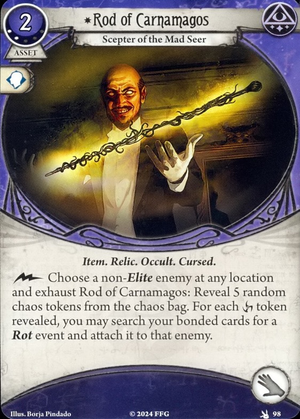 2
*Rod of Carnamagos
Scepter of the Mad Seer
ASSET
Item. Relic. Occult. Cursed.
Choose a non-Elite enemy at any location
and exhaust Rod of Carnamagos: Reveal 5 random
chaos tokens from the chaos bag. For each token
revealed, you may search your bonded cards for a
Rot event and attach it to that enemy.
Illus. Borja Pindado
© 2024 FFG
98